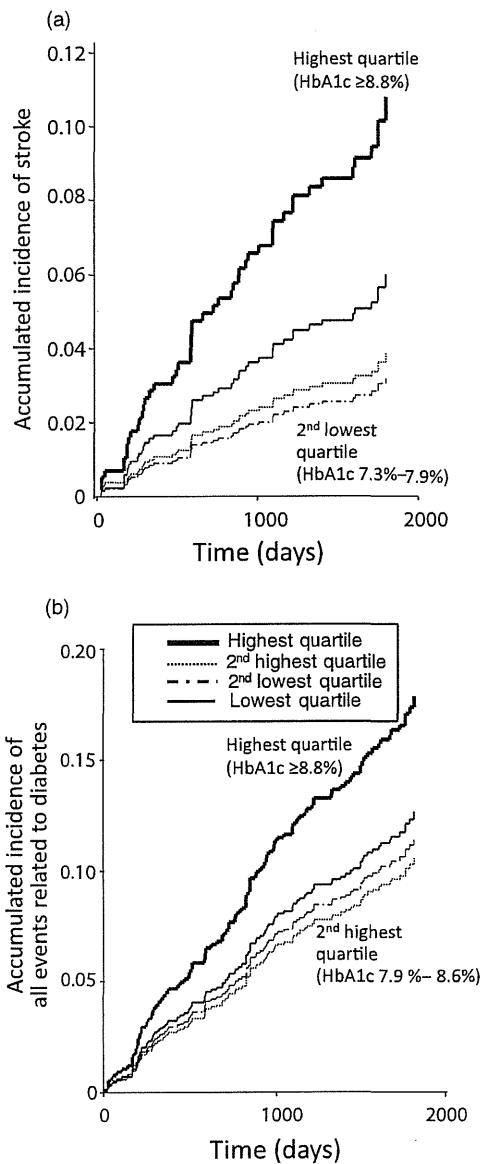 (a)
0.12
0.10
0.08
0.06
0.04
0.02
0
Accumulated incidence of stroke
Highest quartile
(HbA1c ≥8.8%)
2nd lowest
quartile
(HbA1c 7.3%–7.9%)
0
1000
2000
Time (days)
(b)
0.20
0.15
0.10
0.05
0
Accumulated incidence of
all events related to diabetes
Highest quartile
2nd highest quartile
2nd lowest quartile
Lowest quartile
Highest quartile
(HbA1c ≥8.8%)
2nd highest
quartile
(HbA1c 7.9 %– 8.6%)
0
1000
2000
Time (days)